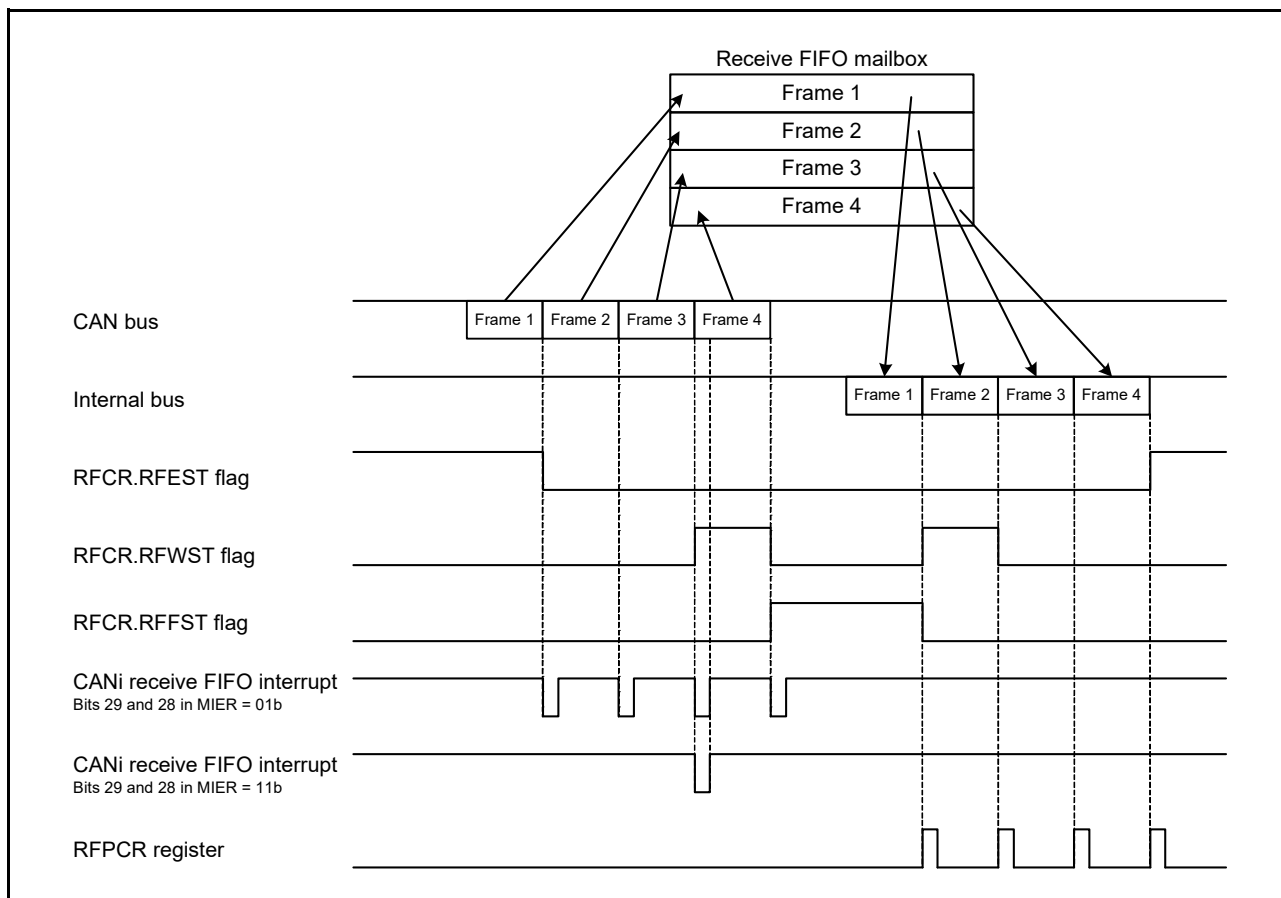 Receive FIFO mailbox
Frame 1
Frame 2
Frame 3
Frame 4
CAN bus
Frame 1 Frame 2 Frame 3 Frame 4
Internal bus
Frame 1 Frame 2 Frame 3 Frame 4
RFCR.RFEST flag
RFCR.RFWST flag
RFCR.RFFST flag
CANi receive FIFO interrupt
Bits 29 and 28 in MIER = 01b
CANi receive FIFO interrupt
Bits 29 and 28 in MIER = 11b
RFPCR register